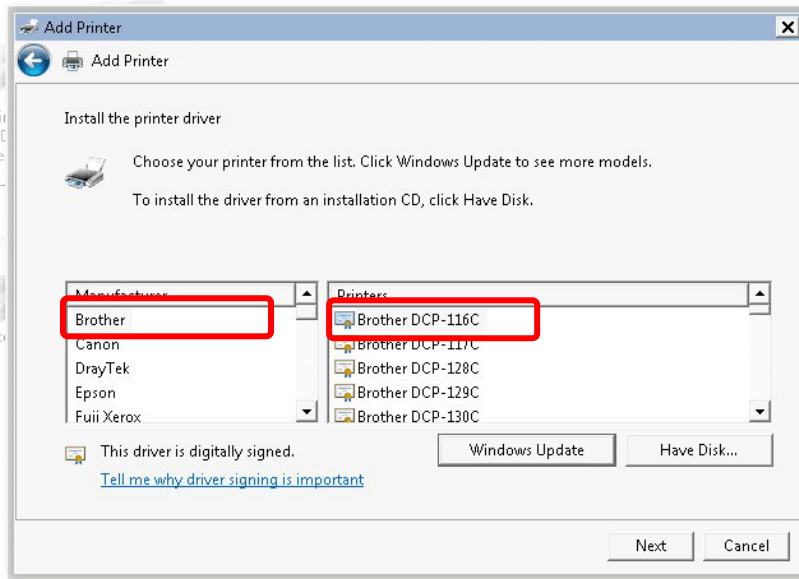 Add Printer
Add Printer
Install the printer driver
Choose your printer from the list. Click Windows Update to see more models.
To install the driver from an installation CD, click Have Disk.
Manufacturer
Printers
Brother
Brother DCP-116C
Canon
Brother DCP-117C
DrayTek
Brother DCP-128C
Epson
Brother DCP-129C
Fuji Xerox
Brother DCP-130C
This driver is digitally signed.
Windows Update
Have Disk...
Tell me why driver signing is important
Next
Cancel